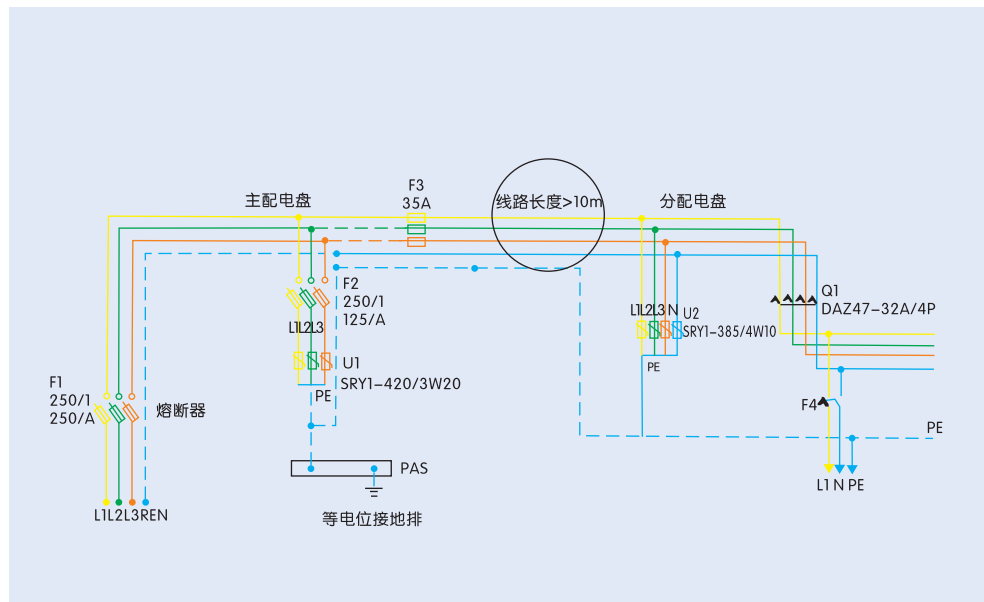 主配电盘
F3
35A
线路长度>10m
分配电盘
F2
250/1
125/A
Q1
DAZ47-32A/4P
L1L2L3
L1L2L3 N
U2
SRY1-385/4W10
U1
SRY1-420/3W20
PE
PE
F1
250/1
250/A
熔断器
F4
PE
PAS
L1 N PE
L1L2L3REN
等电位接地排